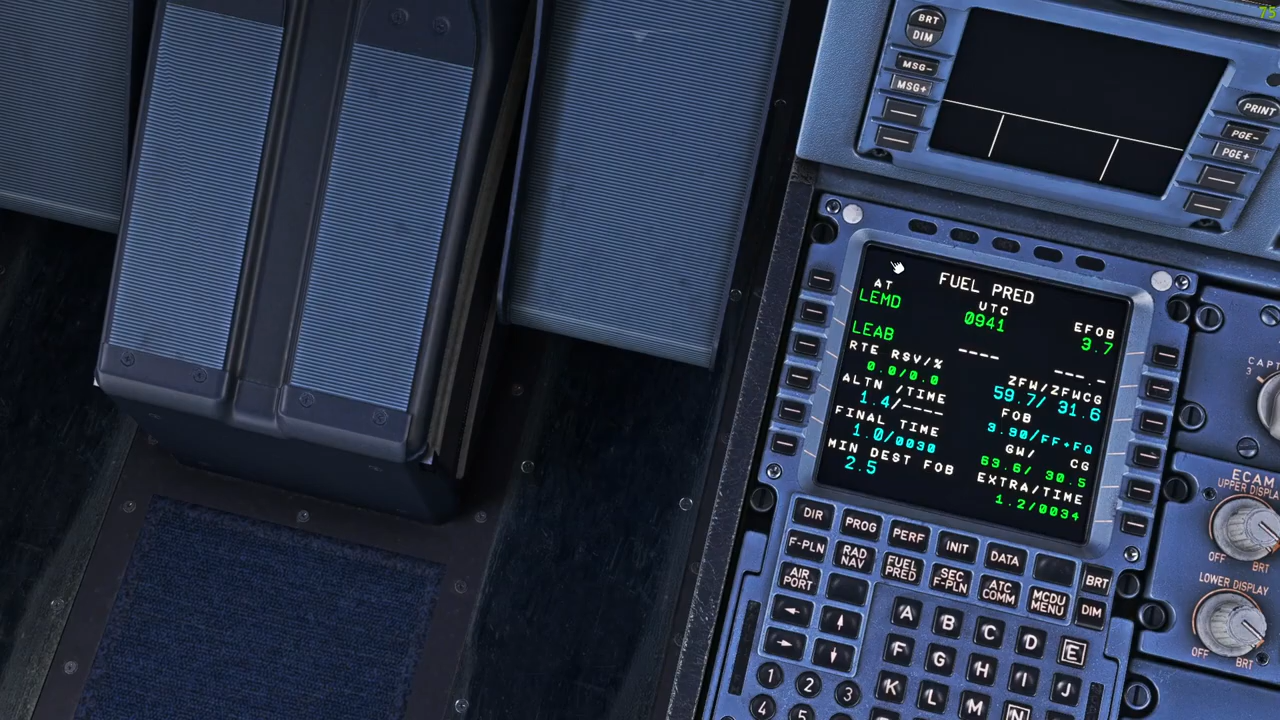 75
BRT
DIM
MSG-
MSG+
PRINT
PGE-
PGE+
FUEL PRED
AT UTC EFOB
LEMD 0941 3.7
LEAB ---- ---.-
RTE RSV/% ZFW/ZFWCG
0.0/0.0 59.7/ 31.6
ALTN /TIME FOB
1.4/---- 3.90/FF+FQ
FINAL TIME GW/ CG
1.0/0030 63.6/ 30.5
MIN DEST FOB EXTRA/TIME
2.5 1.2/0034
CAPT
3
ECAM
UPPER DISPLA
OFF BRT
LOWER DISPLAY
OFF BRT
DIR PROG PERF INIT DATA
F-PLN RAD NAV FUEL PRED SEC F-PLN ATC COMM MCDU MENU BRT
AIR PORT DIM
A B C D E
F G H I J
K L M N
1 2 3
4 5